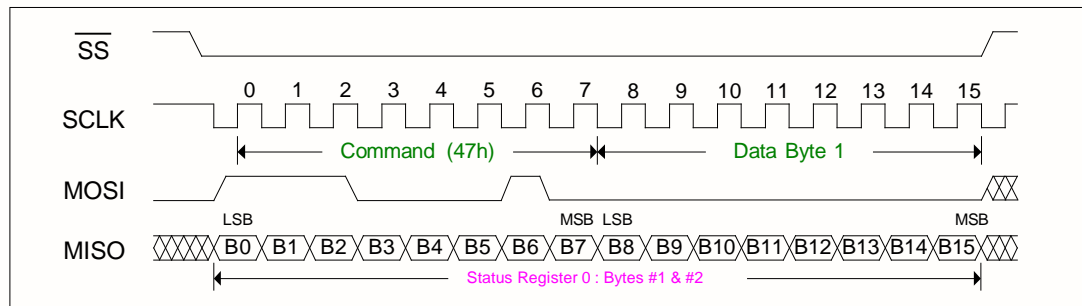 SS
0 1 2 3 4 5 6 7 8 9 10 11 12 13 14 15
SCLK
Command (47h) Data Byte 1
MOSI
LSB MSB LSB MSB
MISO B0 B1 B2 B3 B4 B5 B6 B7 B8 B9 B10 B11 B12 B13 B14 B15
Status Register 0 : Bytes #1 & #2